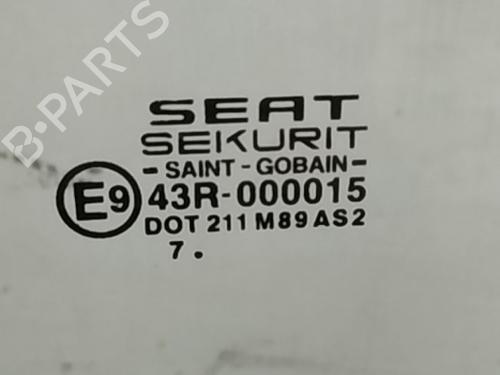 SEAT
SEKURIT
- SAINT - GOBAIN -
E9 43R-000015
DOT 211 M89 AS2
7 .
B-PARTS